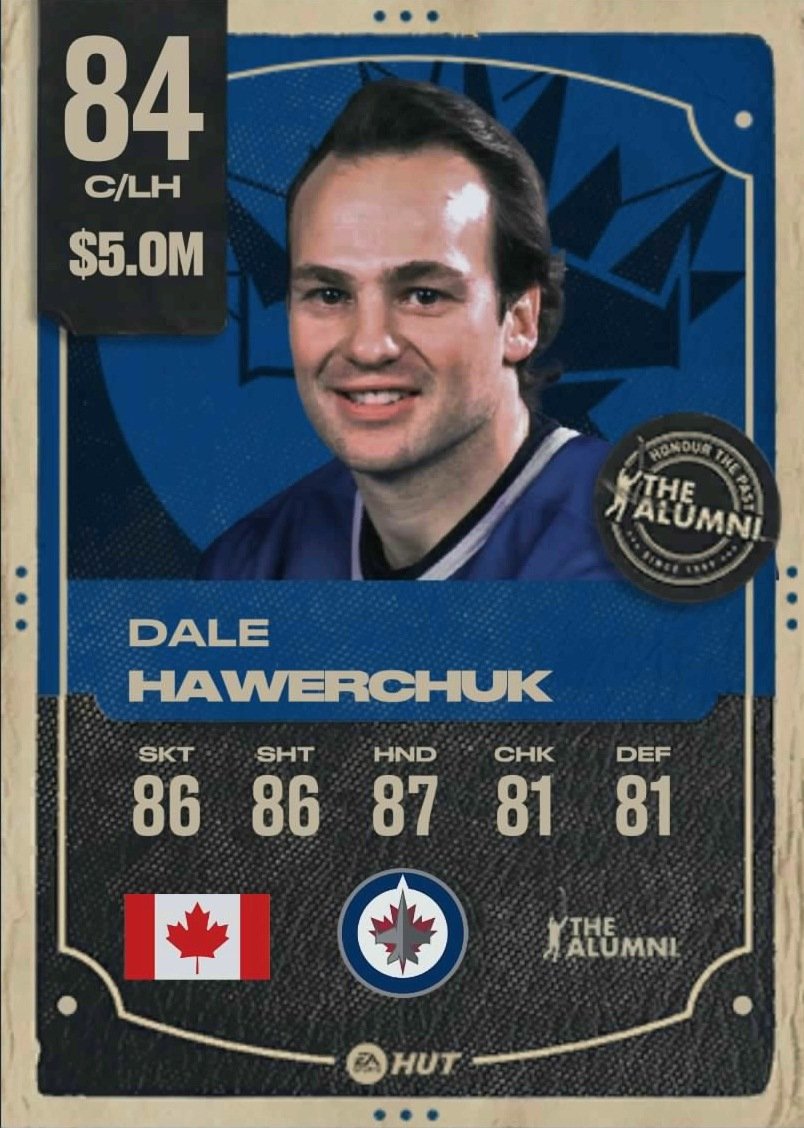 84
C/LH
$5.0M
HONOUR THE PAST
THE
ALUMNI
DALE
HAWERCHUK
SKT SHT HND CHK DEF
86 86 87 81 81
THE
ALUMNI
EA
HUT